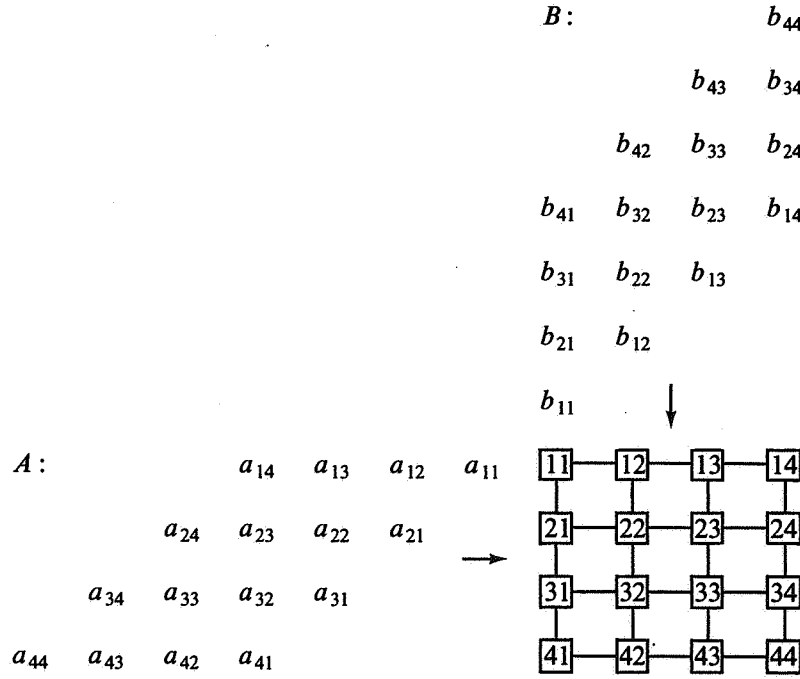 B: b₄₄
b₄₃ b₃₄
b₄₂ b₃₃ b₂₄
b₄₁ b₃₂ b₂₃ b₁₄
b₃₁ b₂₂ b₁₃
b₂₁ b₁₂
b₁₁
A: a₁₄ a₁₃ a₁₂ a₁₁ 11 12 13 14
a₂₄ a₂₃ a₂₂ a₂₁ 21 22 23 24
a₃₄ a₃₃ a₃₂ a₃₁ 31 32 33 34
a₄₄ a₄₃ a₄₂ a₄₁ 41 42 43 44